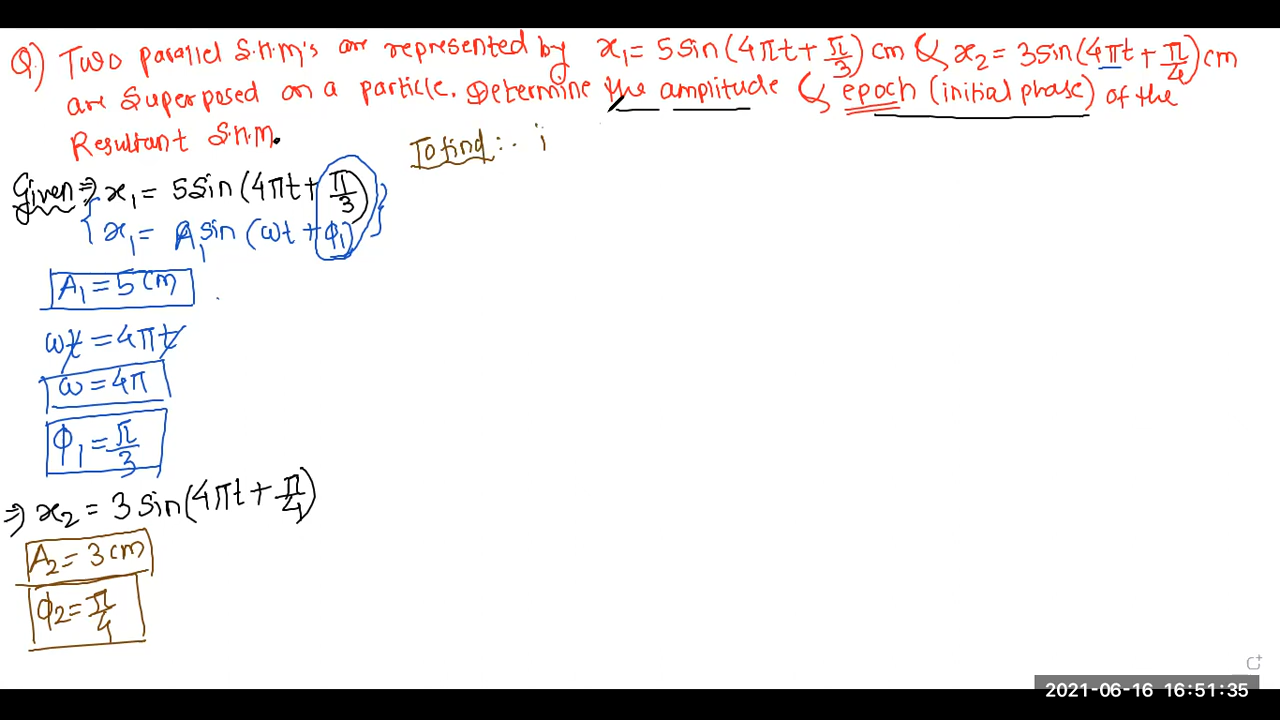 Q) Two parallel S.H.M's are represented by x₁ = 5sin(4πt + π/3) cm & x₂ = 3sin(4πt + π/4) cm
are superposed on a particle. Determine the amplitude & epoch (initial phase) of the
Resultant S.H.M.
To find :- i
Given ⇒ x₁ = 5sin(4πt + π/3)
{ x₁ = A₁ sin (ωt + φ₁) }
A₁ = 5 cm
ωt = 4πt
ω = 4π
φ₁ = π/3
⇒ x₂ = 3 sin(4πt + π/4)
A₂ = 3 cm
φ₂ = π/4
2021-06-16 16:51:35